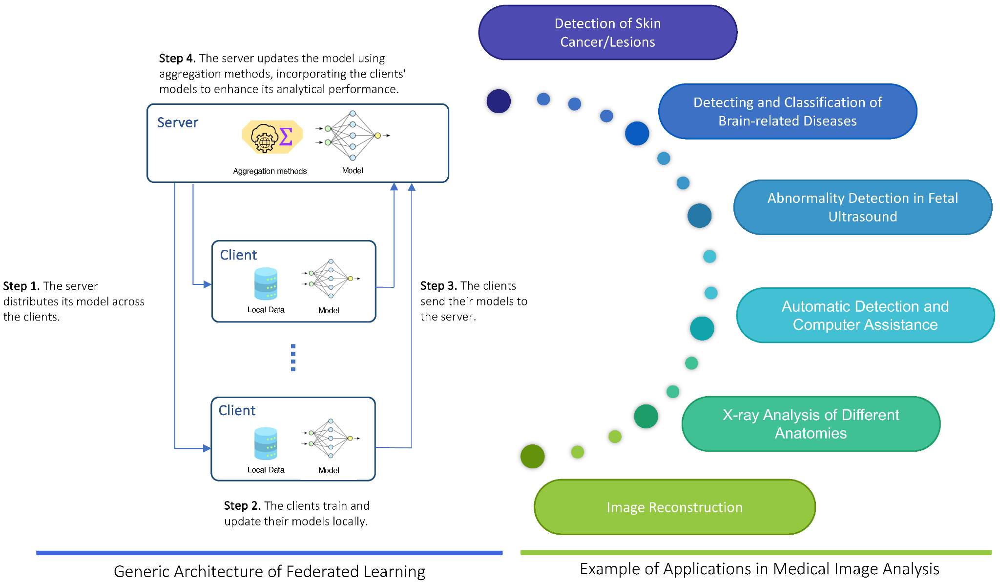 Step 4. The server updates the model using
aggregation methods, incorporating the clients'
models to enhance its analytical performance.
Server
Σ
Aggregation methods
Model
Step 1. The server
distributes its model across
the clients.
Client
Local Data
Model
Step 3. The clients
send their models to
the server.
Client
Local Data
Model
Step 2. The clients train and
update their models locally.
Generic Architecture of Federated Learning
Detection of Skin
Cancer/Lesions
Detecting and Classification of
Brain-related Diseases
Abnormality Detection in Fetal
Ultrasound
Automatic Detection and
Computer Assistance
X-ray Analysis of Different
Anatomies
Image Reconstruction
Example of Applications in Medical Image Analysis